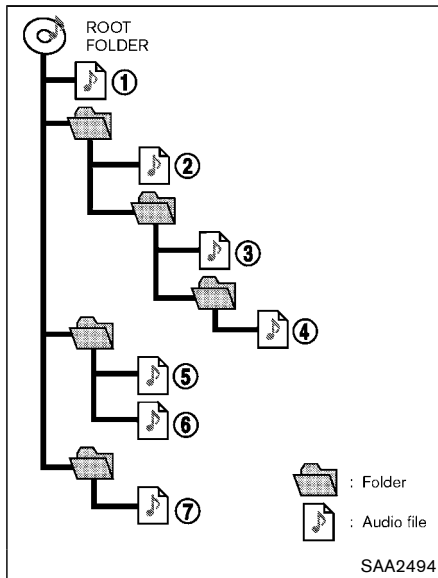 ROOT
FOLDER
①
②
③
④
⑤
⑥
⑦
: Folder
: Audio file
SAA2494